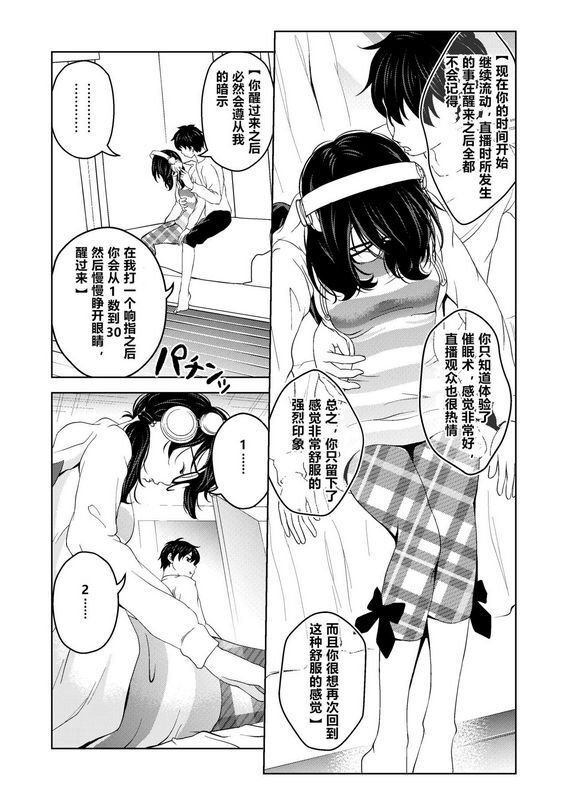 【现在你的时间开始
继续流动，直播时所发生
的事在醒来之后全都
不会记得
你只知道体验了
催眠术，感觉非常好，
直播观众也很热情
总之，你只留下了
感觉非常舒服的
强烈印象
而且你很想再次回到
这种舒服的感觉】
【你醒过来之后
必然会遵从我
的暗示
………
在我打一个响指之后
你会从1数到30
然后慢慢睁开眼睛，
醒过来】
パチンッ
1
……
2
……